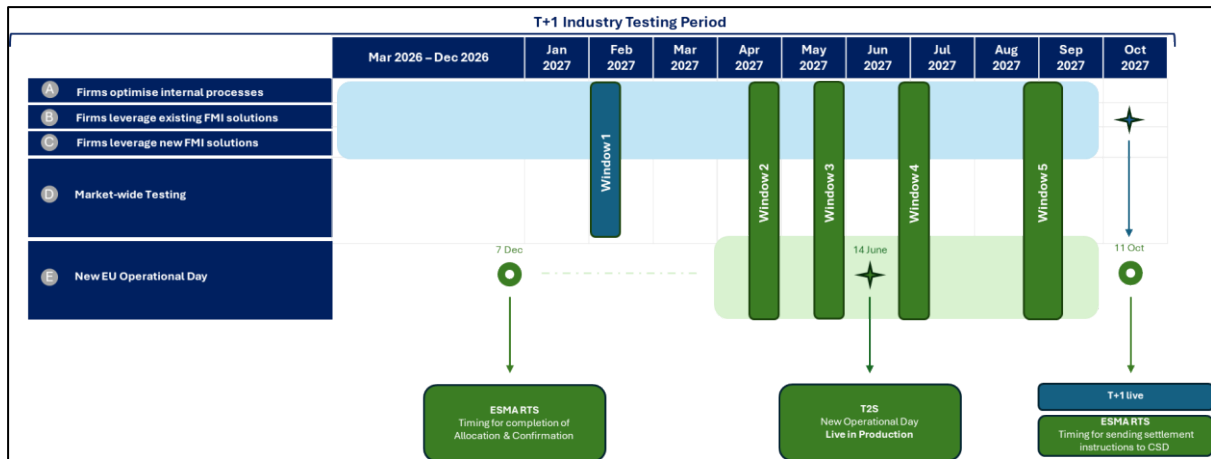 T+1 Industry Testing Period
Mar 2026 – Dec 2026
Jan
2027
Feb
2027
Mar
2027
Apr
2027
May
2027
Jun
2027
Jul
2027
Aug
2027
Sep
2027
Oct
2027
A Firms optimise internal processes
B Firms leverage existing FMI solutions
C Firms leverage new FMI solutions
D Market-wide Testing
E New EU Operational Day
Window 1
Window 2
Window 3
Window 4
Window 5
7 Dec
14 June
11 Oct
ESMA RTS
Timing for completion of
Allocation & Confirmation
T2S
New Operational Day
Live in Production
T+1 live
ESMA RTS
Timing for sending settlement
instructions to CSD